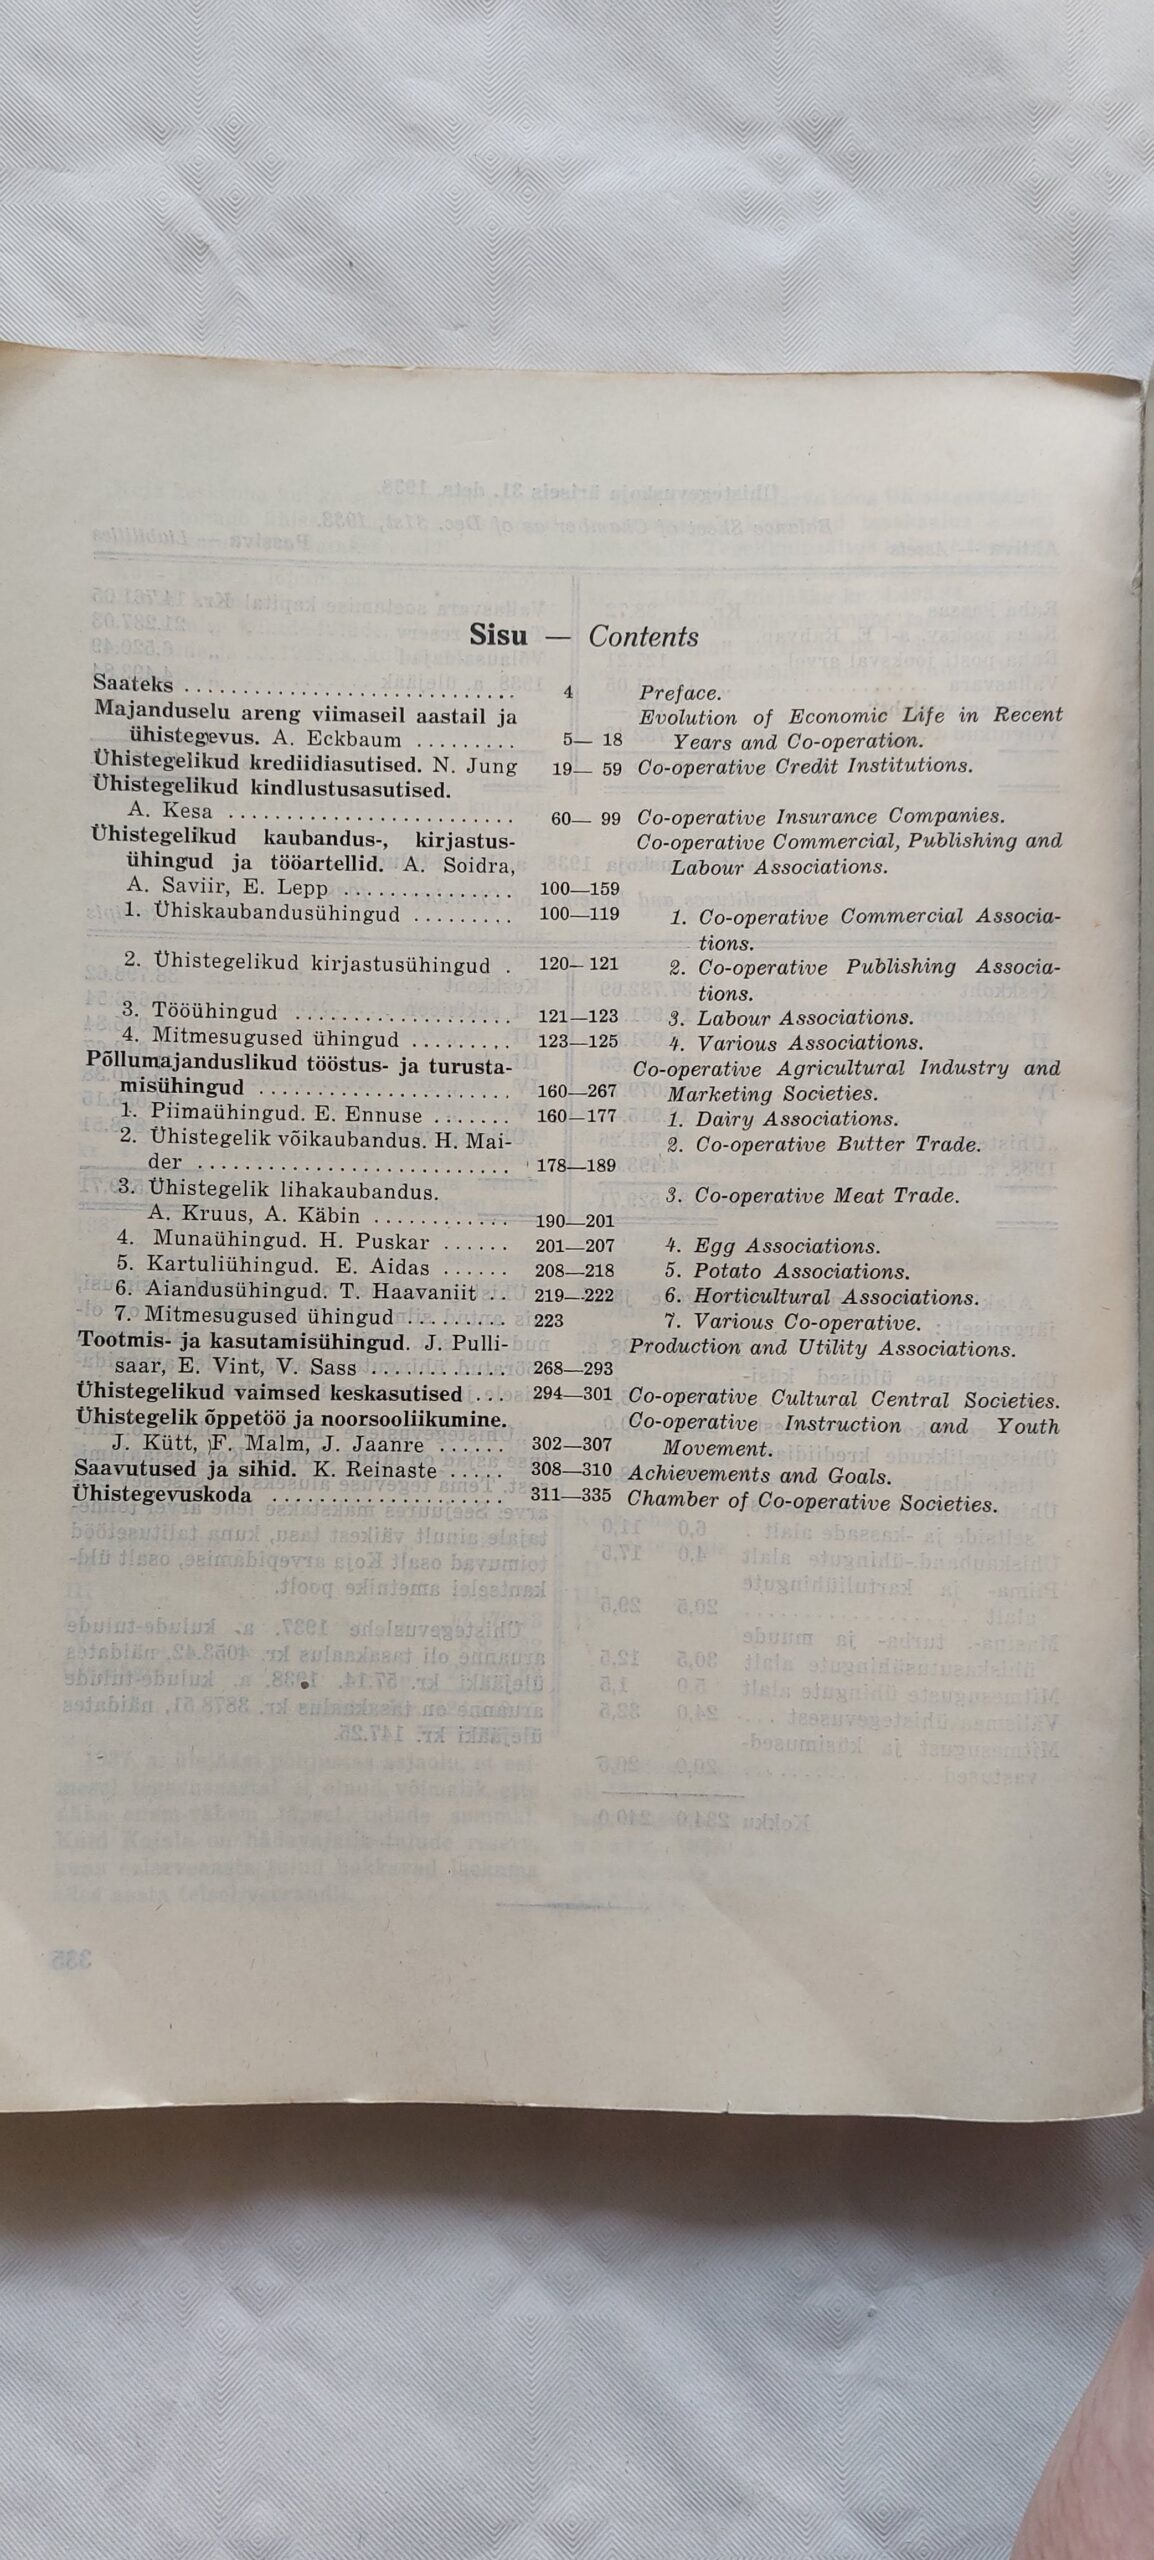 Sisu — Contents
Saateks ............................ 4 Preface.
Majanduselu areng viimaseil aastail ja Evolution of Economic Life in Recent
ühistegevus. A. Eckbaum ......... 5— 18 Years and Co-operation.
Ühistegelikud krediidiasutised. N. Jung 19— 59 Co-operative Credit Institutions.
Ühistegelikud kindlustusasutised.
A. Kesa ......................... 60— 99 Co-operative Insurance Companies.
Ühistegelikud kaubandus-, kirjastus- Co-operative Commercial, Publishing and
ühingud ja tööartellid. A. Soidra, Labour Associations.
A. Saviir, E. Lepp ............... 100—159
1. Ühiskaubandusühingud ......... 100—119 1. Co-operative Commercial Associa-
tions.
2. Ühistegelikud kirjastusühingud . 120—121 2. Co-operative Publishing Associa-
tions.
3. Tööühingud ................... 121—123 3. Labour Associations.
4. Mitmesugused ühingud ......... 123—125 4. Various Associations.
Põllumajanduslikud tööstus- ja turusta- Co-operative Agricultural Industry and
misühingud ...................... 160—267 Marketing Societies.
1. Piimaühingud. E. Ennuse ....... 160—177 1. Dairy Associations.
2. Ühistegelik võikaubandus. H. Mai- 2. Co-operative Butter Trade.
der ........................... 178—189
3. Ühistegelik lihakaubandus. 3. Co-operative Meat Trade.
A. Kruus, A. Käbin ............ 190—201
4. Munaühingud. H. Puskar ...... 201—207 4. Egg Associations.
5. Kartuliühingud. E. Aidas ...... 208—218 5. Potato Associations.
6. Aiandusühingud. T. Haavaniit .. 219—222 6. Horticultural Associations.
7. Mitmesugused ühingud ......... 223 7. Various Co-operative.
Tootmis- ja kasutamisühingud. J. Pulli- Production and Utility Associations.
saar, E. Vint, V. Sass ............ 268—293
Ühistegelikud vaimsed keskasutised ... 294—301 Co-operative Cultural Central Societies.
Ühistegelik õppetöö ja noorsooliikumine. Co-operative Instruction and Youth
J. Kütt, F. Malm, J. Jaanre ...... 302—307 Movement.
Saavutused ja sihid. K. Reinaste ..... 308—310 Achievements and Goals.
Ühistegevuskoda .................... 311—335 Chamber of Co-operative Societies.